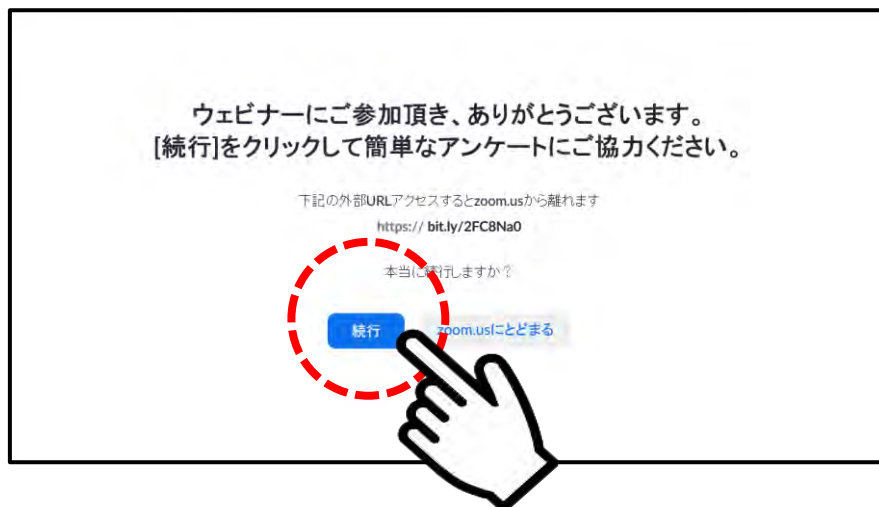 ウェビナーにご参加頂き、ありがとうございます。
[続行]をクリックして簡単なアンケートにご協力ください。
下記の外部URLアクセスするとzoom.usから離れます
https:// bit.ly/2FC8Na0
本当に続行しますか？
続行
zoom.usにとどまる